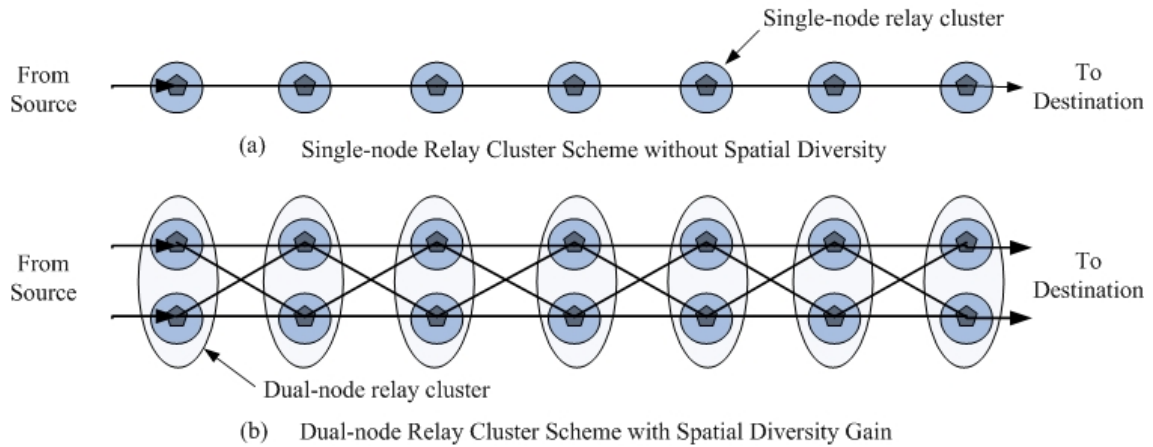 Single-node relay cluster
From
Source
To
Destination
(a) Single-node Relay Cluster Scheme without Spatial Diversity
From
Source
To
Destination
Dual-node relay cluster
(b) Dual-node Relay Cluster Scheme with Spatial Diversity Gain